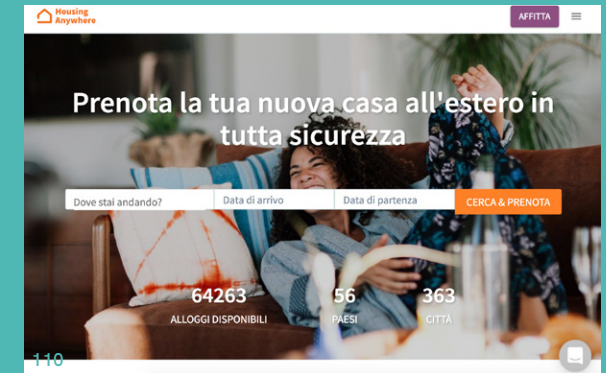 Housing
Anywhere
AFFITTA
Prenota la tua nuova casa all'estero in
tutta sicurezza
Dove stai andando?
Data di arrivo
Data di partenza
CERCA & PRENOTA
64263
56
363
ALLOGGI DISPONIBILI
PAESI
CITTÀ
110